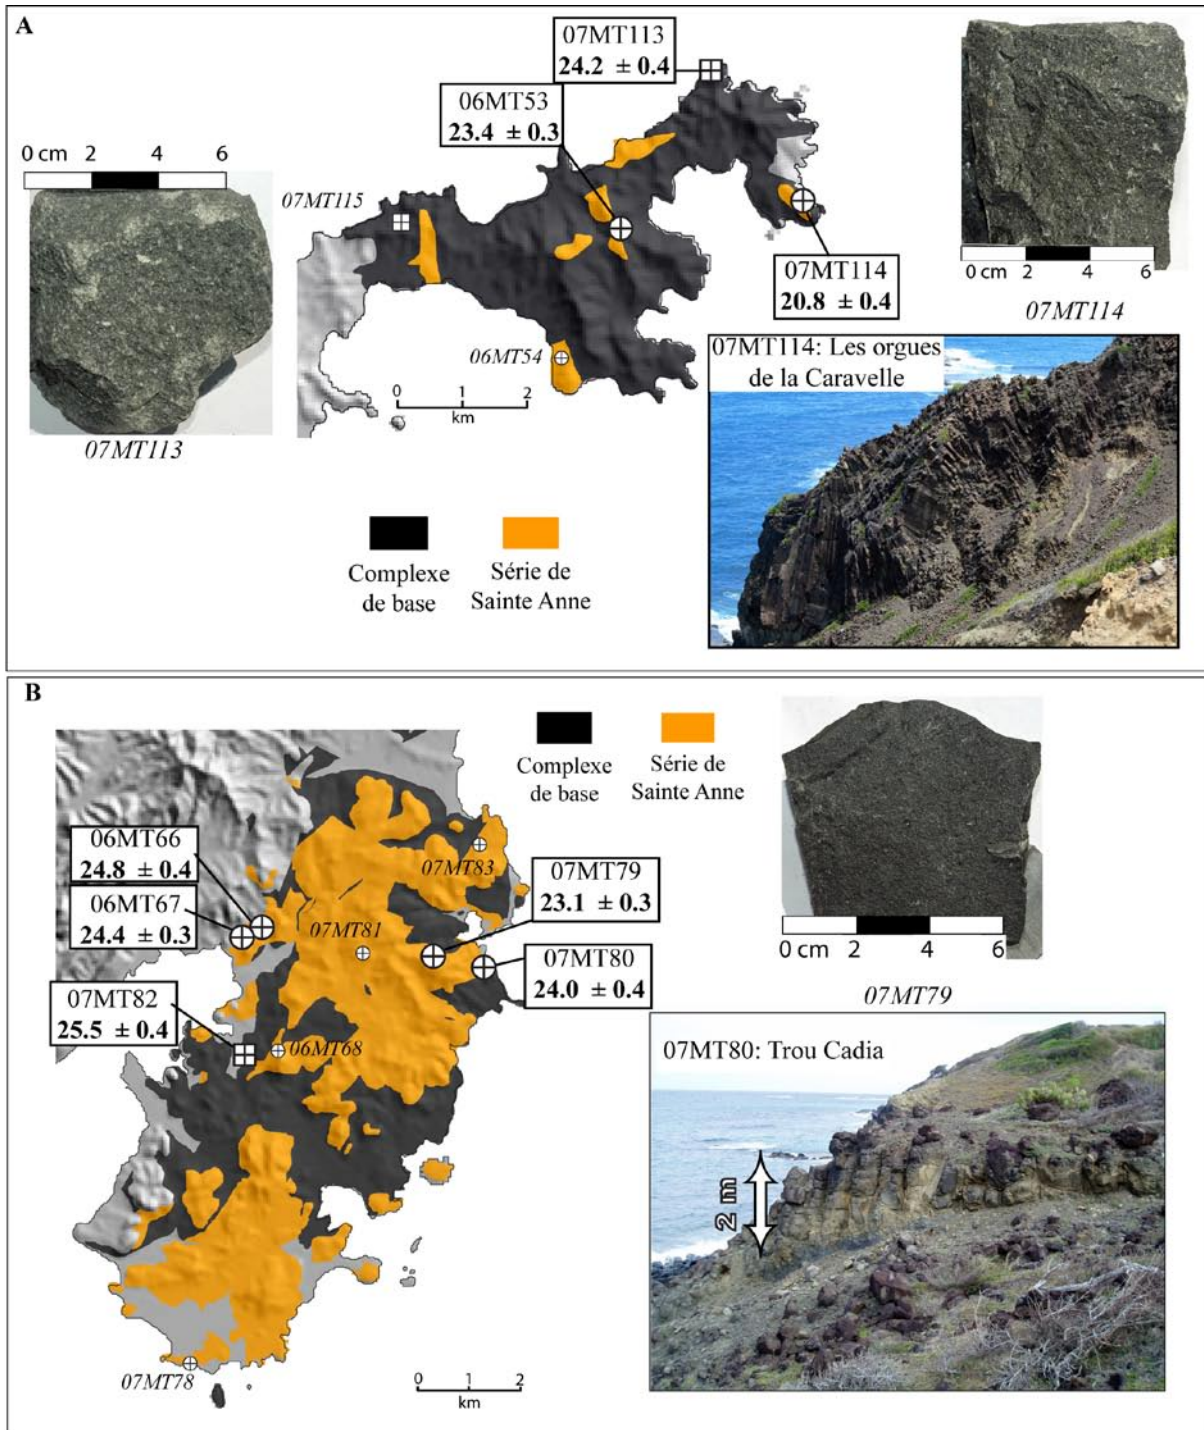 A
07MT113
24.2 ± 0.4
06MT53
23.4 ± 0.3
0 cm 2 4 6
07MT115
07MT113
06MT54
0 1 2
km
07MT114
20.8 ± 0.4
0 cm 2 4 6
07MT114
07MT114: Les orgues
de la Caravelle
Complexe
de base
Série de
Sainte Anne
B
Complexe
de base
Série de
Sainte Anne
06MT66
24.8 ± 0.4
06MT67
24.4 ± 0.3
07MT82
25.5 ± 0.4
07MT83
07MT81
07MT79
23.1 ± 0.3
07MT80
24.0 ± 0.4
06MT68
07MT78
0 1 2
km
0 cm 2 4 6
07MT79
07MT80: Trou Cadia
2 m